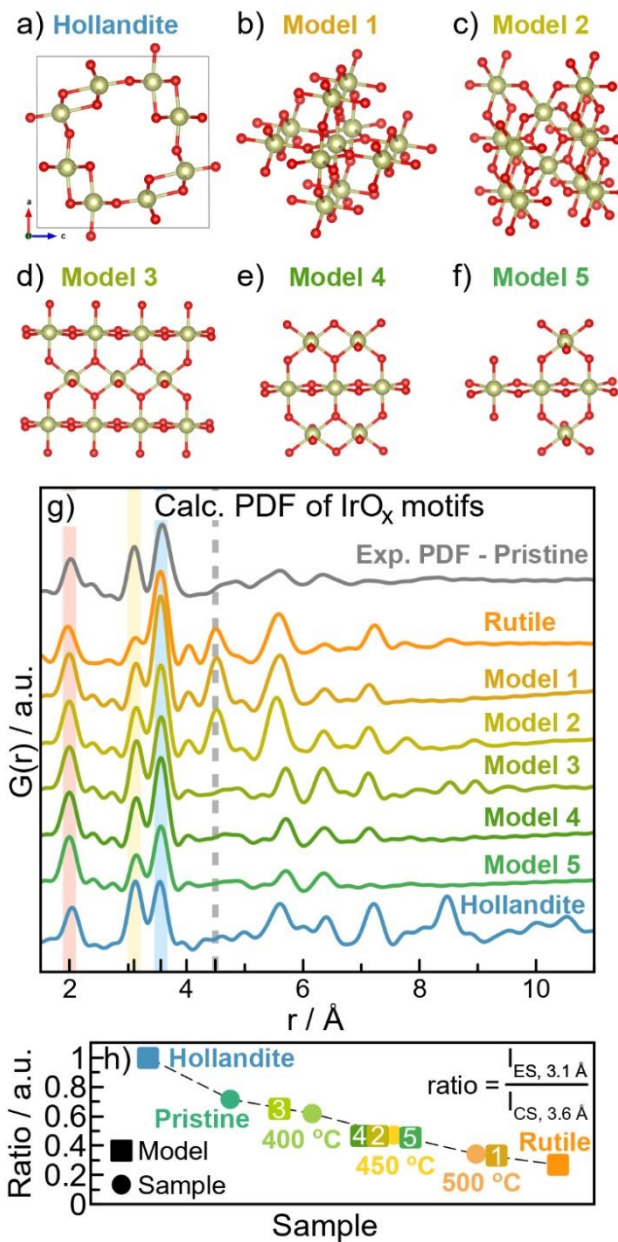 a) Hollandite
b) Model 1
c) Model 2
a
c
d) Model 3
e) Model 4
f) Model 5
g) Calc. PDF of IrOx motifs
Exp. PDF - Pristine
Rutile
Model 1
Model 2
Model 3
Model 4
Model 5
Hollandite
G(r) / a.u.
2 4 6 8 10
r / Å
h)
Hollandite
ratio = I ES, 3.1 Å
I CS, 3.6 Å
Pristine
3
400 °C
4 2 5
450 °C
500 °C
1
Rutile
Model
Sample
1
0.8
0.6
0.4
0.2
0
Ratio / a.u.
Sample